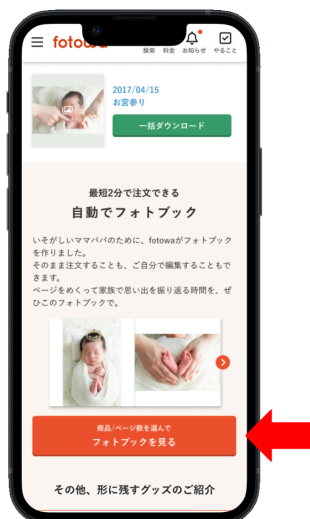 fotowa
検索 料金 お知らせ やること
2017/04/15
お宮参り
一括ダウンロード
最短2分で注文できる
自動でフォトブック
いそがしいママパパのために、fotowaがフォトブック
を作りました。
そのまま注文することも、ご自分で編集することもで
きます。
ページをめくって家族で思い出を振り返る時間を、ぜ
ひこのフォトブックで。
商品/ページ数を選んで
フォトブックを見る
その他、形に残すグッズのご紹介